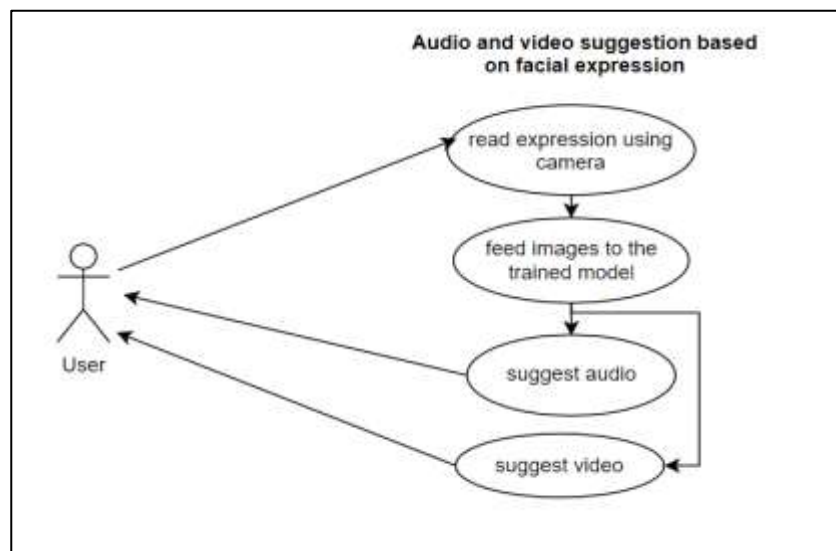 Audio and video suggestion based
on facial expression
read expression using
camera
feed images to the
trained model
User
suggest audio
suggest video